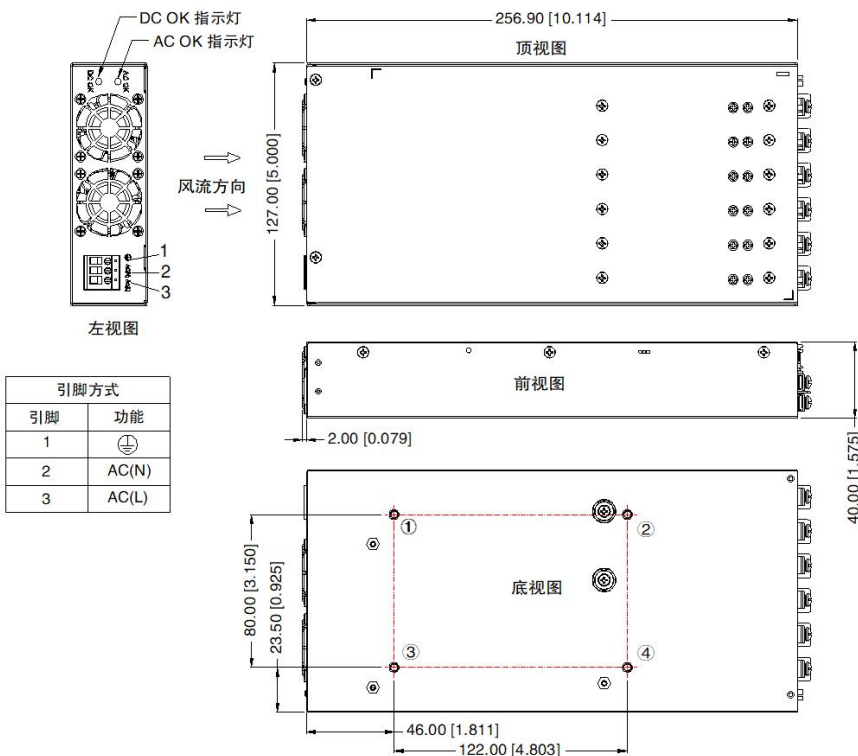 DC OK 指示灯
AC OK 指示灯
256.90 [10.114]
顶视图
DC OK
AC OK
127.00 [5.000]
风流方向
1
2
3
左视图
前视图
2.00 [0.079]
40.00 [1.575]
引脚方式
引脚 功能
1
2 AC(N)
3 AC(L)
①
②
底视图
③
④
80.00 [3.150]
23.50 [0.925]
46.00 [1.811]
122.00 [4.803]